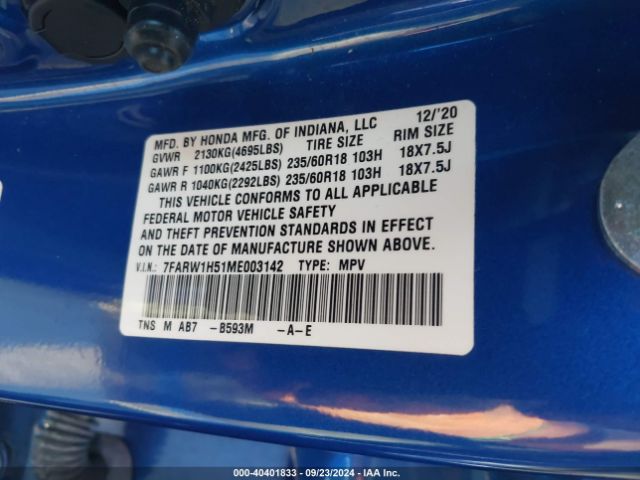 MFD. BY HONDA MFG. OF INDIANA, LLC 12/'20
GVWR 2130KG(4695LBS) TIRE SIZE RIM SIZE
GAWR F 1100KG(2425LBS) 235/60R18 103H 18X7.5J
GAWR R 1040KG(2292LBS) 235/60R18 103H 18X7.5J
THIS VEHICLE CONFORMS TO ALL APPLICABLE
FEDERAL MOTOR VEHICLE SAFETY
AND THEFT PREVENTION STANDARDS IN EFFECT
ON THE DATE OF MANUFACTURE SHOWN ABOVE.
V.I.N.: 7FARW1H51ME003142 TYPE: MPV
TNS M AB7 -B593M -A-E
000-40401833 - 09/23/2024 - IAA Inc.